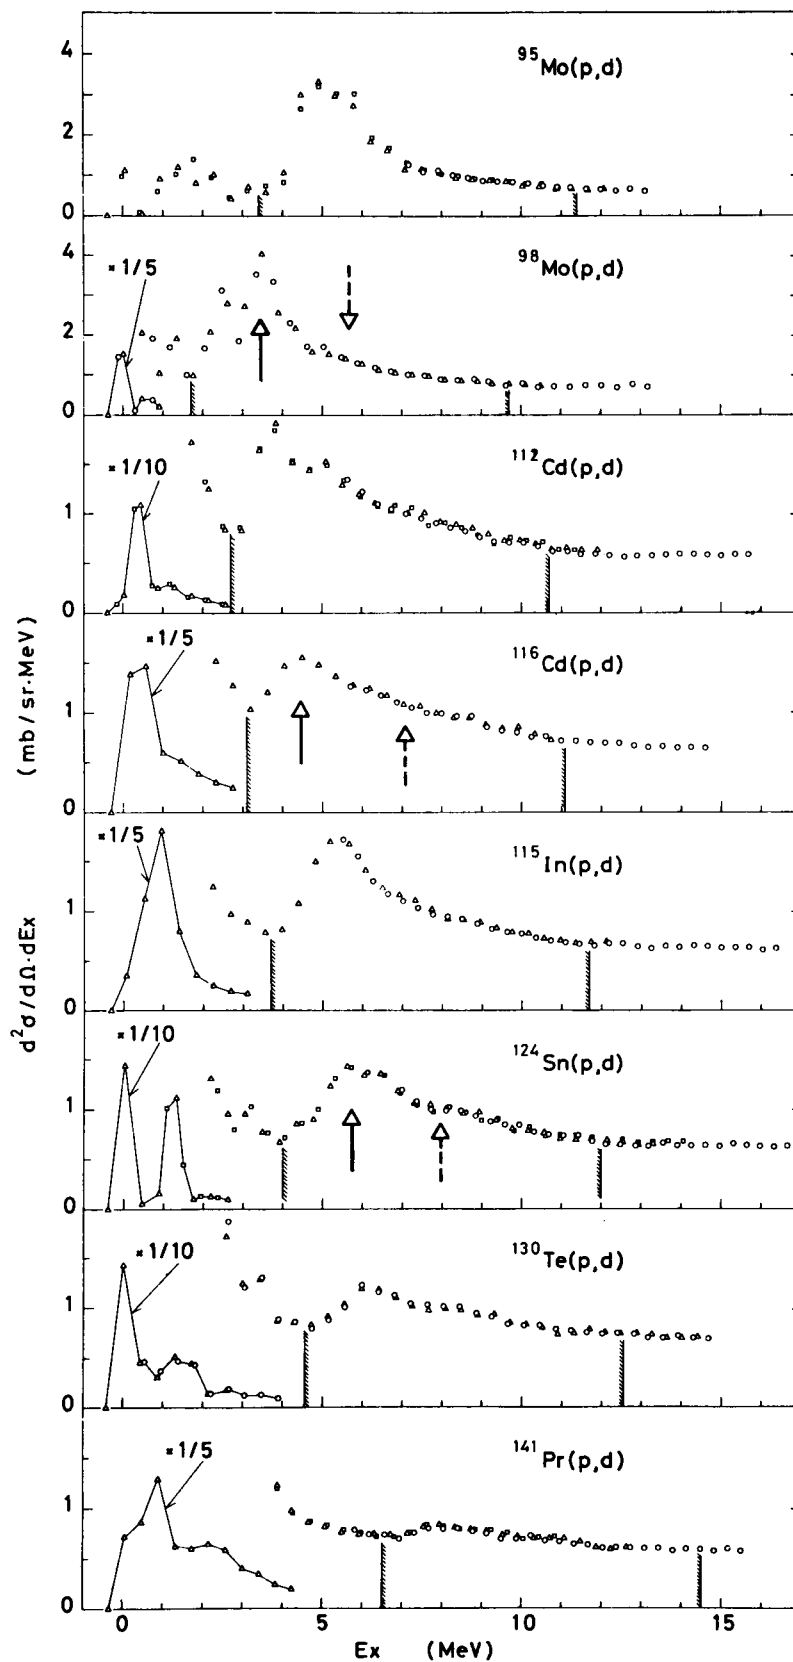 ⁹⁵Mo(p,d)
4
2
0
⁹⁸Mo(p,d)
× 1/5
4
2
0
¹¹²Cd(p,d)
× 1/10
1
0
¹¹⁶Cd(p,d)
× 1/5
1
0
¹¹⁵In(p,d)
× 1/5
1
0
¹²⁴Sn(p,d)
× 1/10
1
0
¹³⁰Te(p,d)
× 1/10
1
0
¹⁴¹Pr(p,d)
× 1/5
1
0
d²σ/dΩ·dEx (mb/sr·MeV)
0 5 10 15
Ex (MeV)